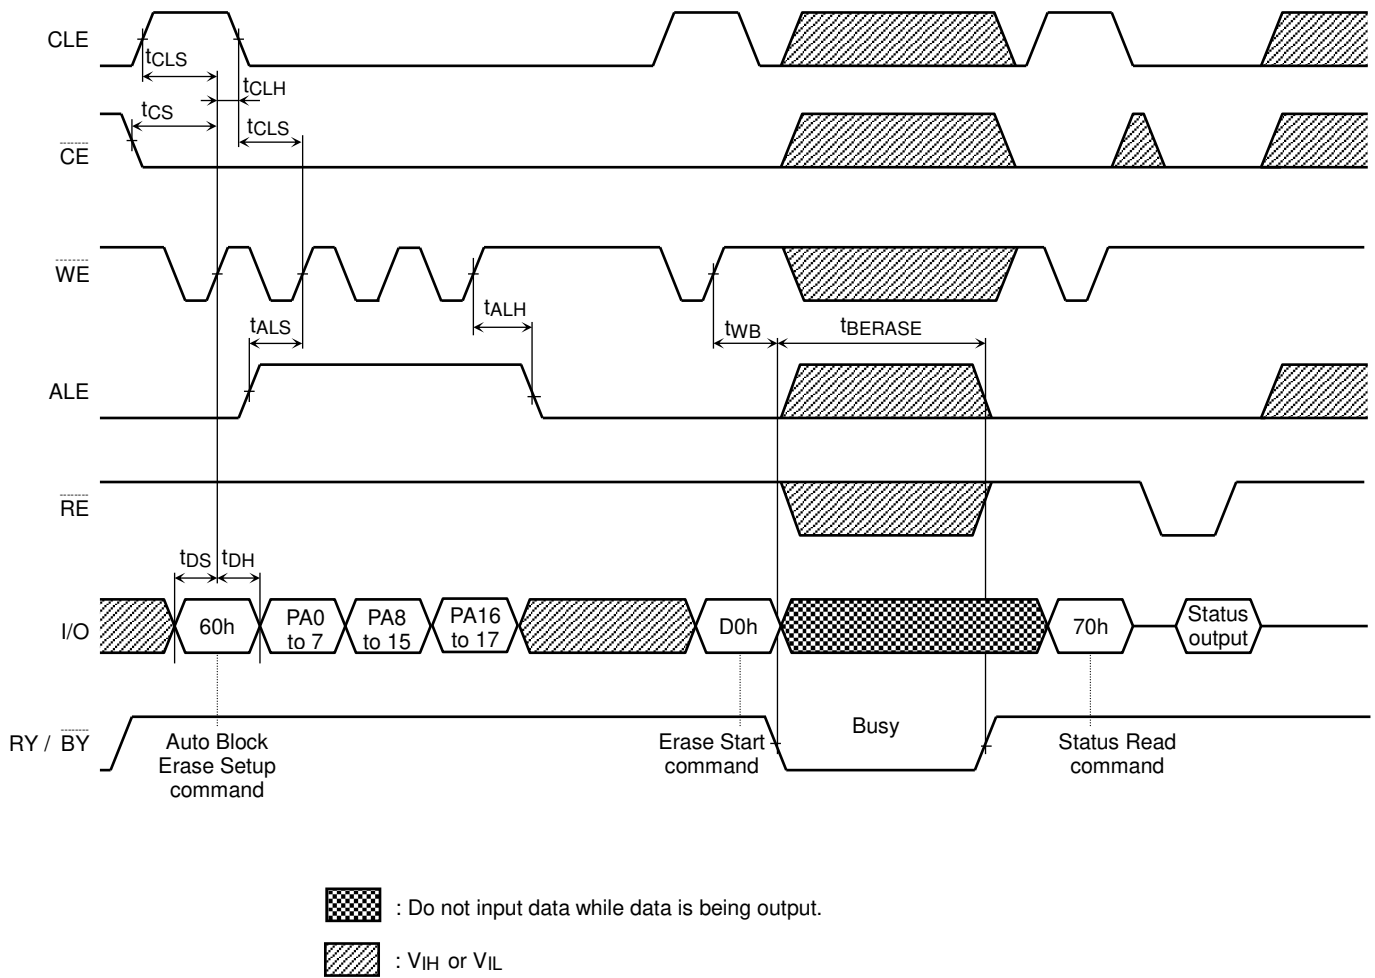 CLE
tCLS
tCLH
tCS
tCLS
CE
WE
tALH
tALS
tWB
tBERASE
ALE
RE
tDS
tDH
I/O
60h
PA0
to 7
PA8
to 15
PA16
to 17
D0h
70h
Status
output
RY / BY
Busy
Auto Block
Erase Setup
command
Erase Start
command
Status Read
command
: Do not input data while data is being output.
: VIH or VIL